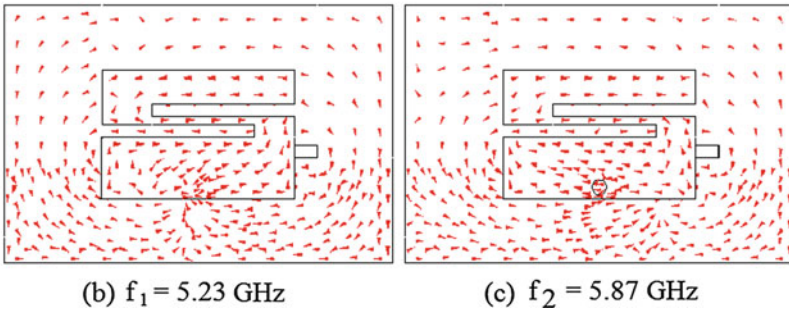 (b) f₁ = 5.23 GHz
(c) f₂ = 5.87 GHz